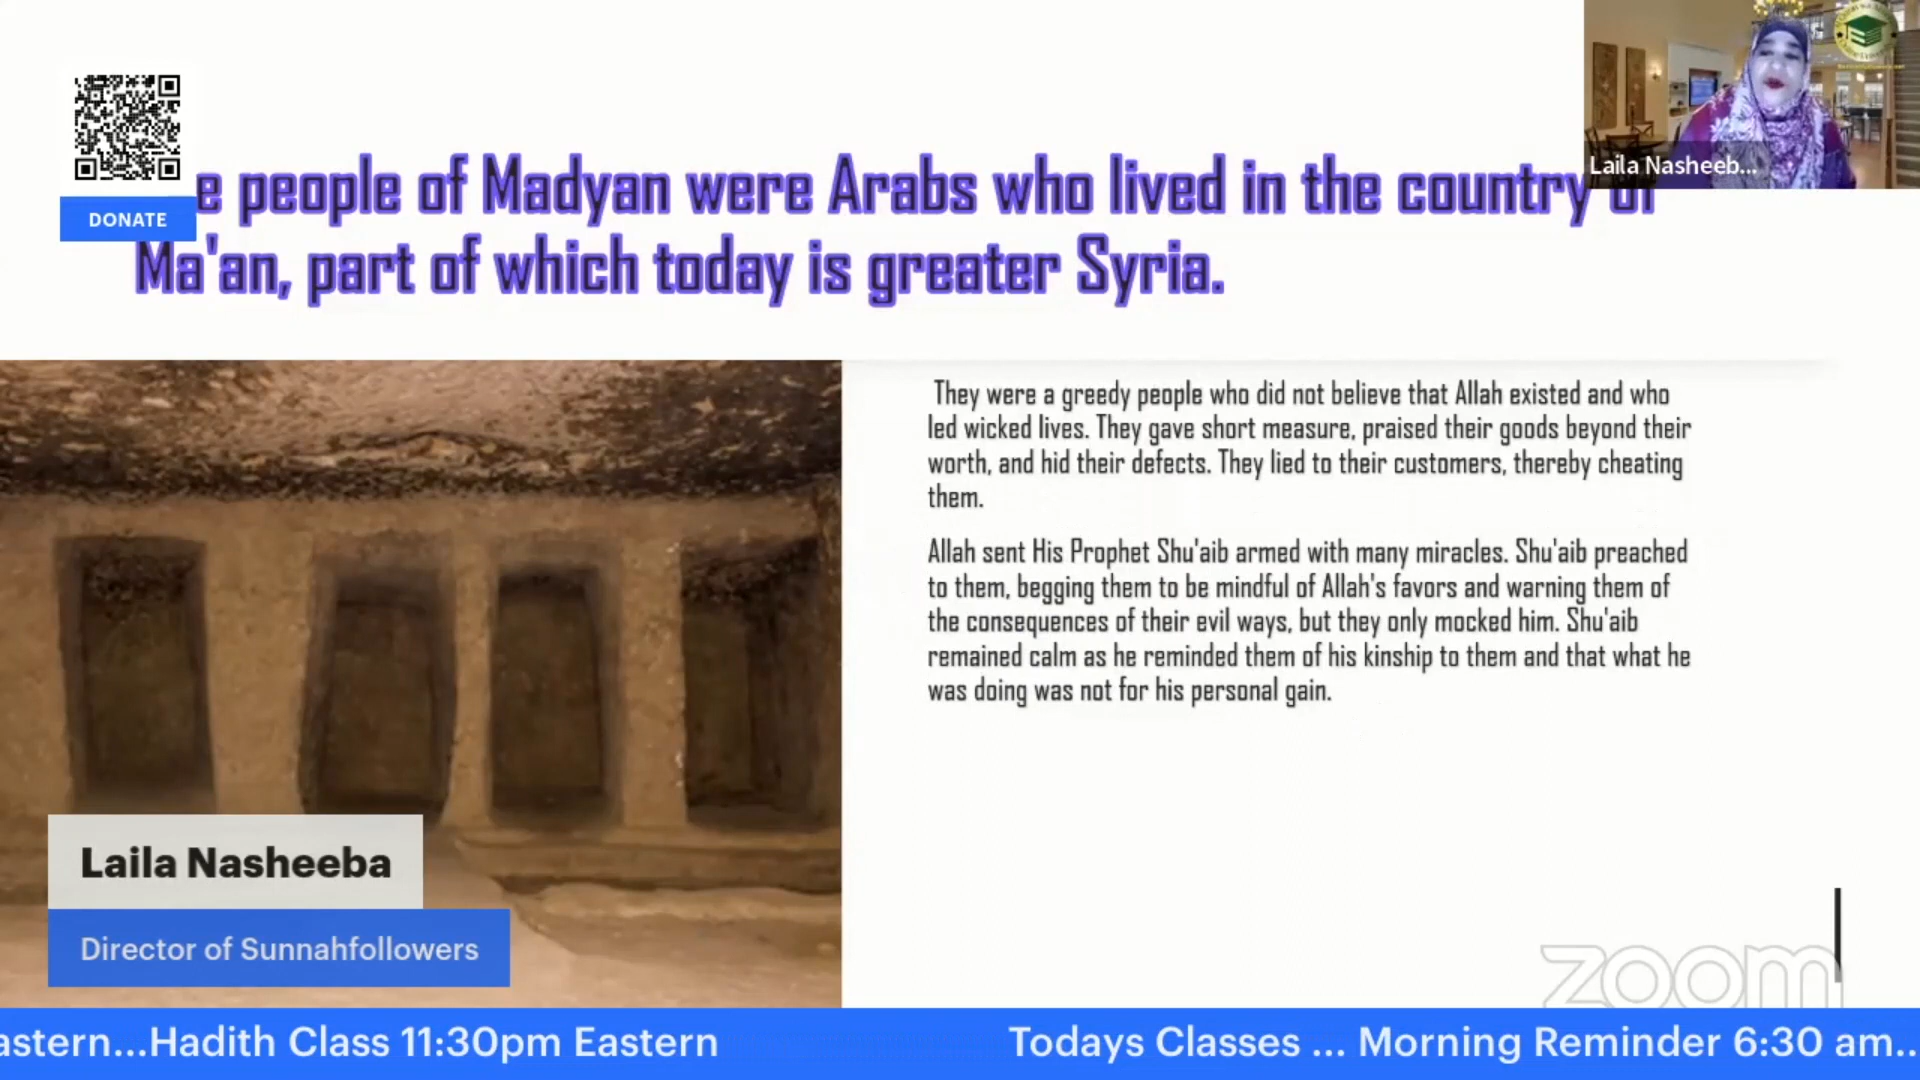 Laila Nasheeb...
e people of Madyan were Arabs who lived in the country of
DONATE
Ma'an, part of which today is greater Syria.
They were a greedy people who did not believe that Allah existed and who
led wicked lives. They gave short measure, praised their goods beyond their
worth, and hid their defects. They lied to their customers, thereby cheating
them.
Allah sent His Prophet Shu'aib armed with many miracles. Shu'aib preached
to them, begging them to be mindful of Allah's favors and warning them of
the consequences of their evil ways, but they only mocked him. Shu'aib
remained calm as he reminded them of his kinship to them and that what he
was doing was not for his personal gain.
Laila Nasheeba
Director of Sunnahfollowers
zoom
astern...Hadith Class 11:30pm Eastern
Todays Classes ... Morning Reminder 6:30 am..